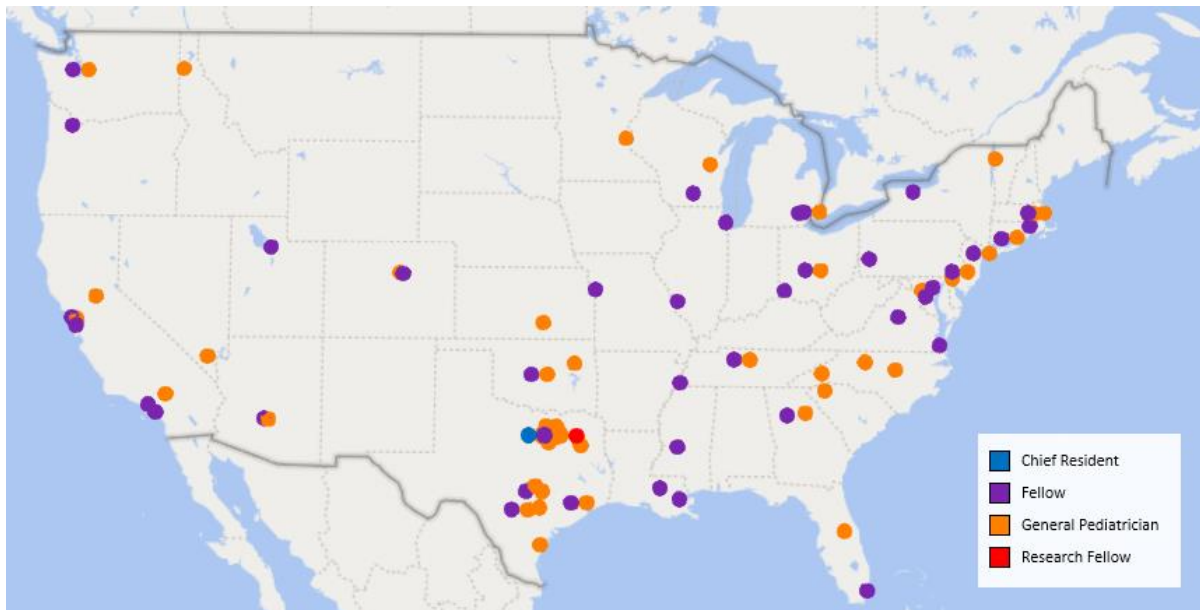 Chief Resident
Fellow
General Pediatrician
Research Fellow